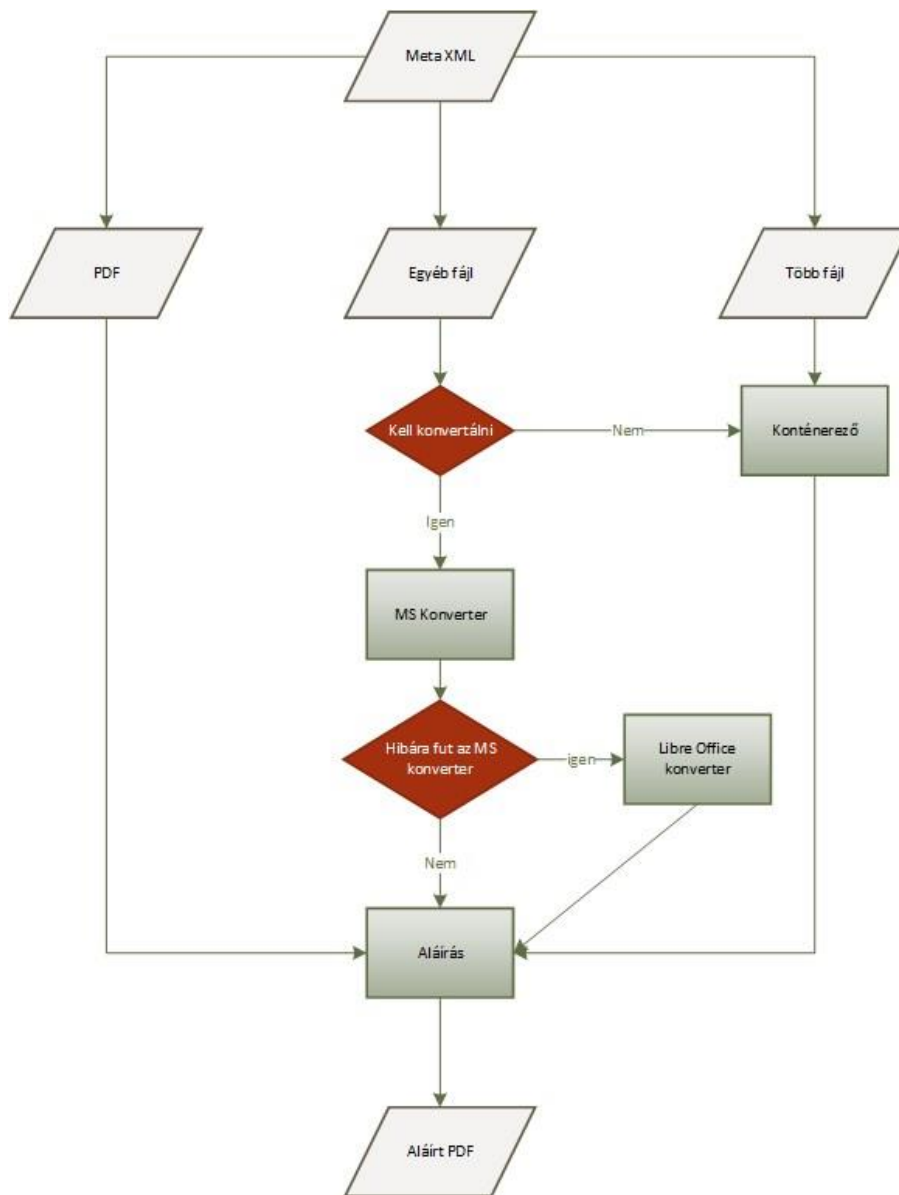 Meta XML
PDF
Egyéb fájl
Több fájl
Kell konvertálni
Nem
Konténerező
Igen
MS Konverter
Hibára fut az MS
konverter
igen
Libre Office
konverter
Nem
Aláírás
Aláírt PDF